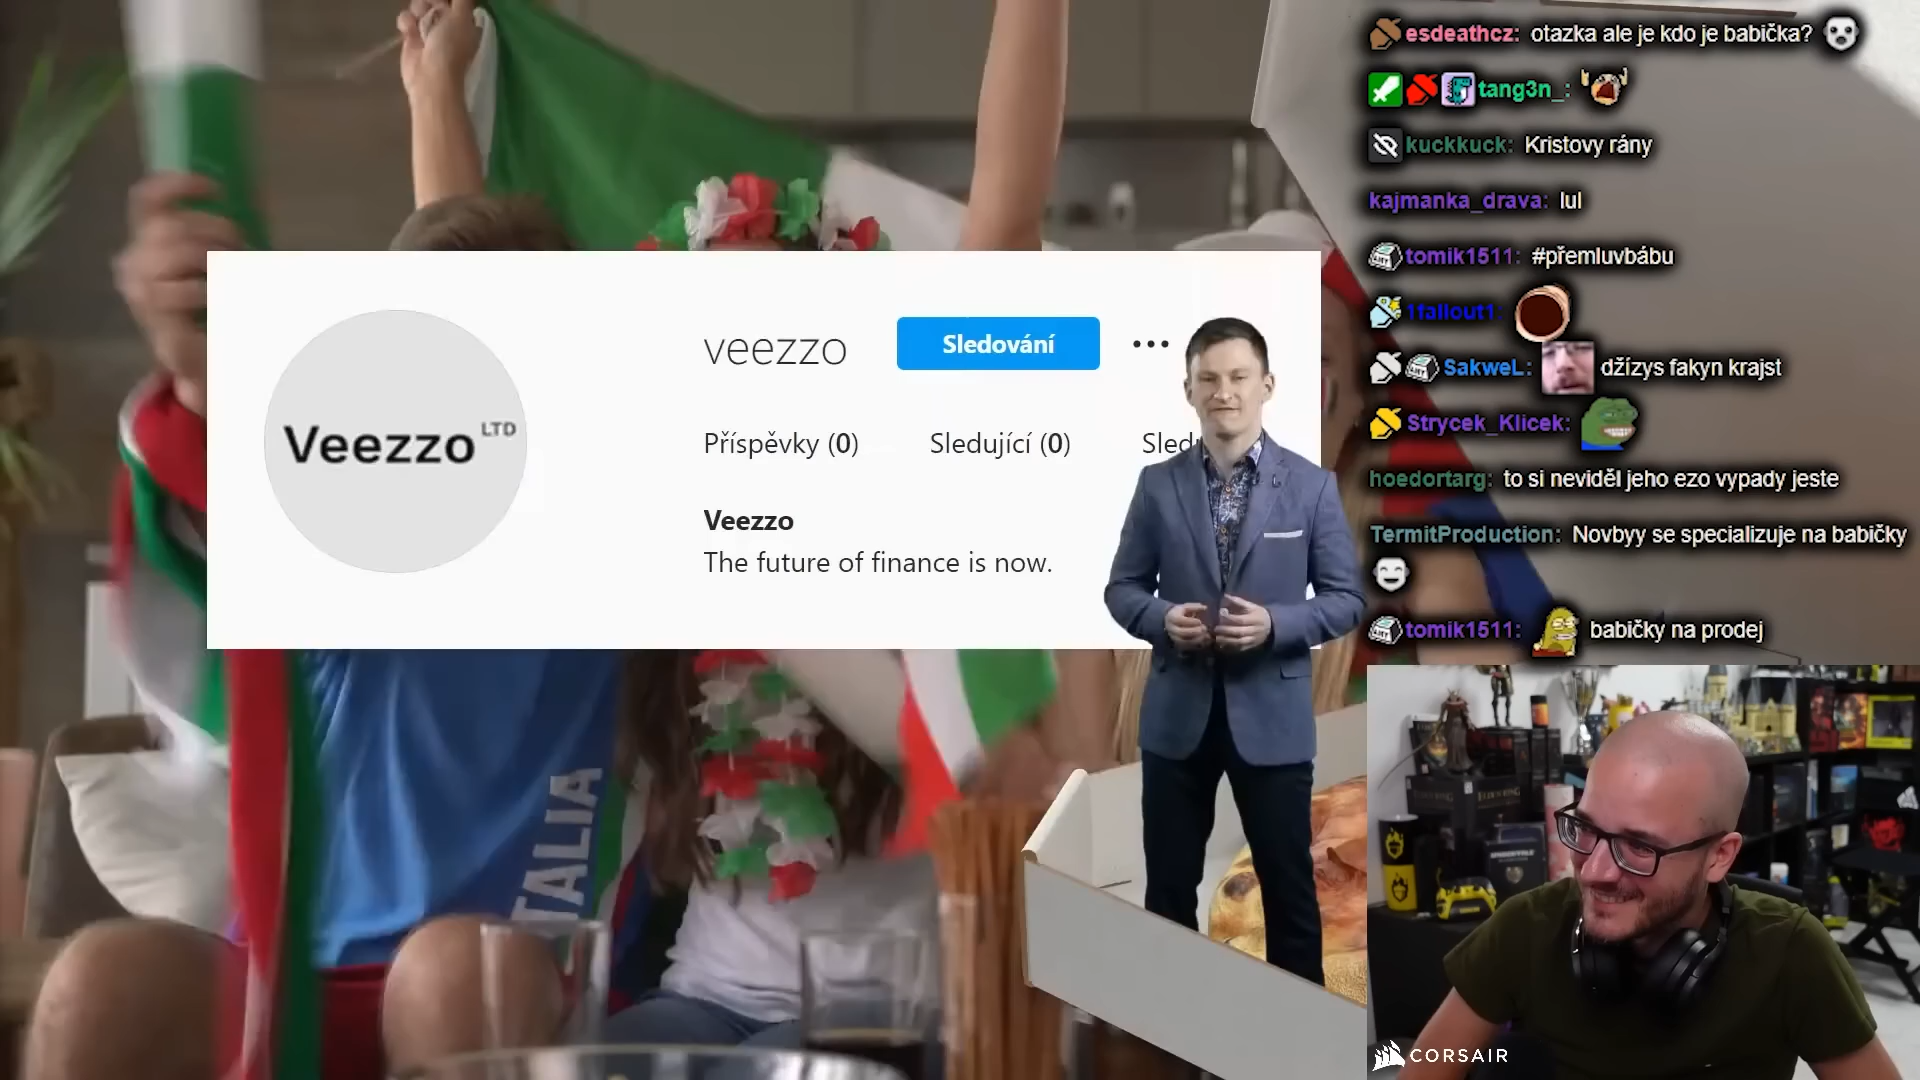 Veezzo LTD
veezzo
Sledování
Příspěvky (0)
Sledující (0)
Veezzo
The future of finance is now.
ITALIA
esdeathcz: otazka ale je kdo je babička?
tang3n_:
kuckkuck: Kristovy rány
kajmanka_drava: lul
tomik1511: #přemluvbábu
1fallout1:
SakweL: džízys fakyn krajst
Strycek_Klicek:
hoedortarg: to si neviděl jeho ezo vypady jeste
TermitProduction: Novbyy se specializuje na babičky
tomik1511: babičky na prodej
CORSAIR